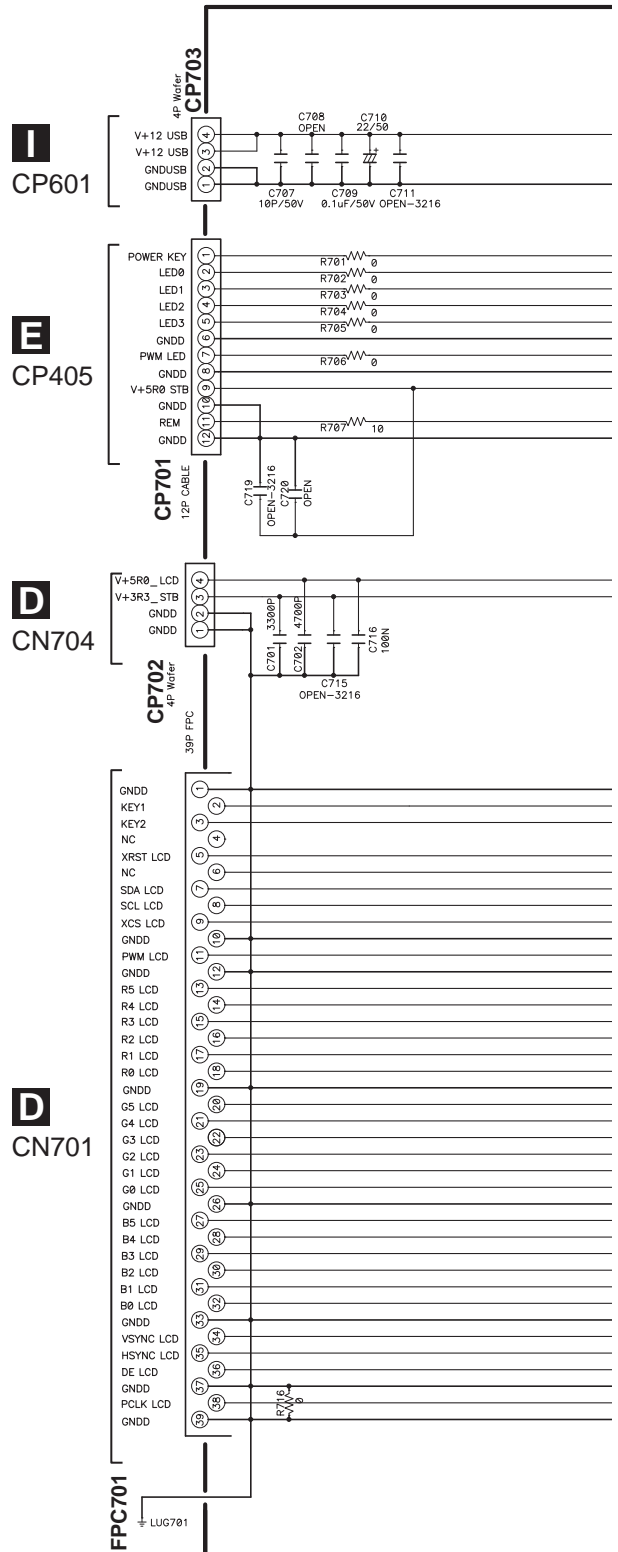 CP703
4P Wafer
I
CP601
V+12 USB 4
V+12 USB 3
GNDUSB 2
GNDUSB 1
C708
OPEN
C710
22/50
+
C707
10P/50V
C709
0.1uF/50V
C711
OPEN-3216
E
CP405
POWER KEY 1
LED0 2
LED1 3
LED2 4
LED3 5
GNDD 6
PWM LED 7
GNDD 8
V+5R0 STB 9
GNDD 10
REM 11
GNDD 12
R701 0
R702 0
R703 0
R704 0
R705 0
R706 0
R707 10
CP701
12P CABLE
C719
OPEN-3216
C720
OPEN
D
CN704
V+5R0_LCD 4
V+3R3_STB 3
GNDD 2
GNDD 1
CP702
4P Wafer
C701
3300P
C702
4700P
C715
OPEN-3216
C716
100N
39P FPC
D
CN701
GNDD 1
KEY1 2
KEY2 3
NC 4
XRST LCD 5
NC 6
SDA LCD 7
SCL LCD 8
XCS LCD 9
GNDD 10
PWM LCD 11
GNDD 12
R5 LCD 13
R4 LCD 14
R3 LCD 15
R2 LCD 16
R1 LCD 17
R0 LCD 18
GNDD 19
G5 LCD 20
G4 LCD 21
G3 LCD 22
G2 LCD 23
G1 LCD 24
G0 LCD 25
GNDD 26
B5 LCD 27
B4 LCD 28
B3 LCD 29
B2 LCD 30
B1 LCD 31
B0 LCD 32
GNDD 33
VSYNC LCD 34
HSYNC LCD 35
DE LCD 36
GNDD 37
PCLK LCD 38
GNDD 39
R716
0
FPC701
LUG701